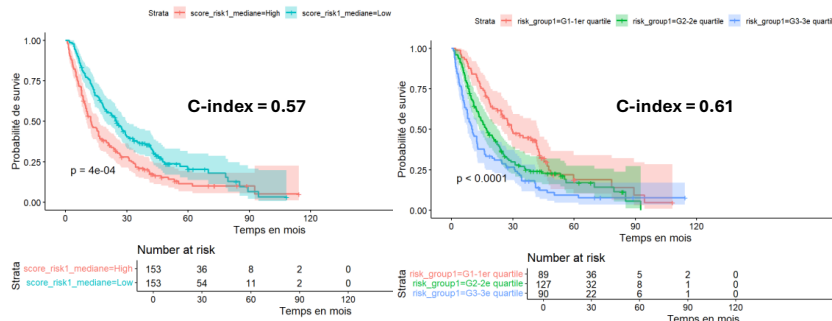 Strata score_risk1_mediane=High score_risk1_mediane=Low
1.00
0.75
0.50
0.25
0.00
Probabilité de survie
C-index = 0.57
p = 4e-04
0 30 60 90 120
Temps en mois
Number at risk
Strata
score_risk1_mediane=High 153 36 8 2 0
score_risk1_mediane=Low 153 54 11 2 0
0 30 60 90 120
Temps en mois
Strata risk_group1=G1-1er quartile risk_group1=G2-2e quartile risk_group1=G3-3e quartile
1.00
0.75
0.50
0.25
0.00
Probabilité de survie
C-index = 0.61
p < 0.0001
0 30 60 90 120
Temps en mois
Number at risk
Strata
risk_group1=G1-1er quartile 89 36 5 2 0
risk_group1=G2-2e quartile 127 32 8 1 0
risk_group1=G3-3e quartile 90 22 6 1 0
0 30 60 90 120
Temps en mois